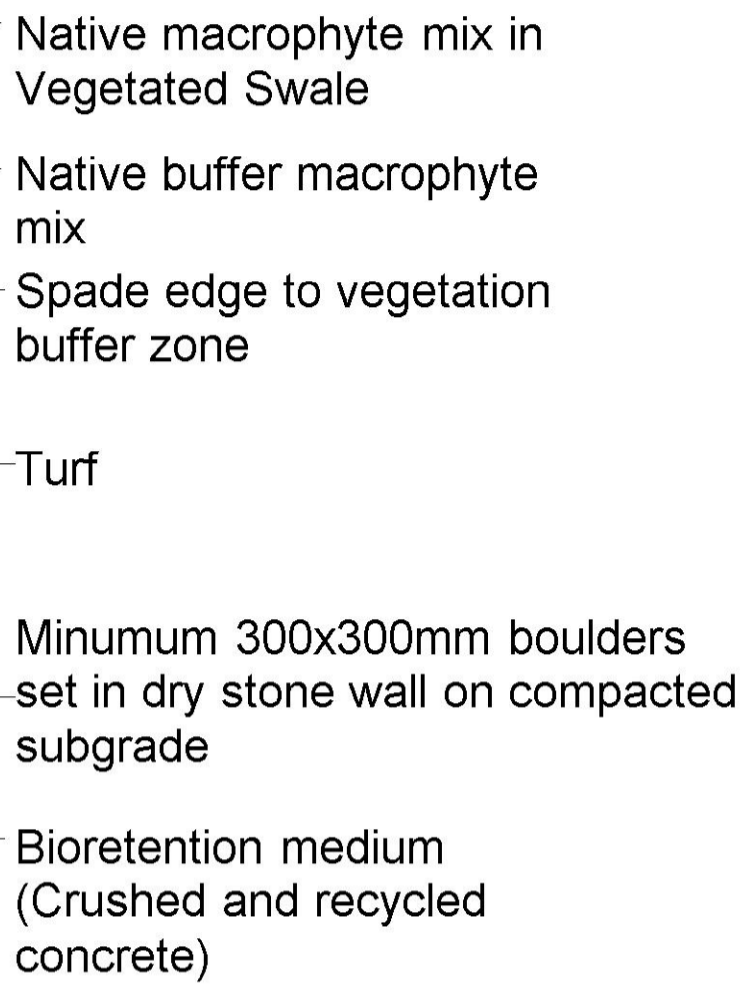 Native macrophyte mix in
Vegetated Swale
Native buffer macrophyte
mix
Spade edge to vegetation
buffer zone
Turf
Minumum 300x300mm boulders
set in dry stone wall on compacted
subgrade
Bioretention medium
(Crushed and recycled
concrete)